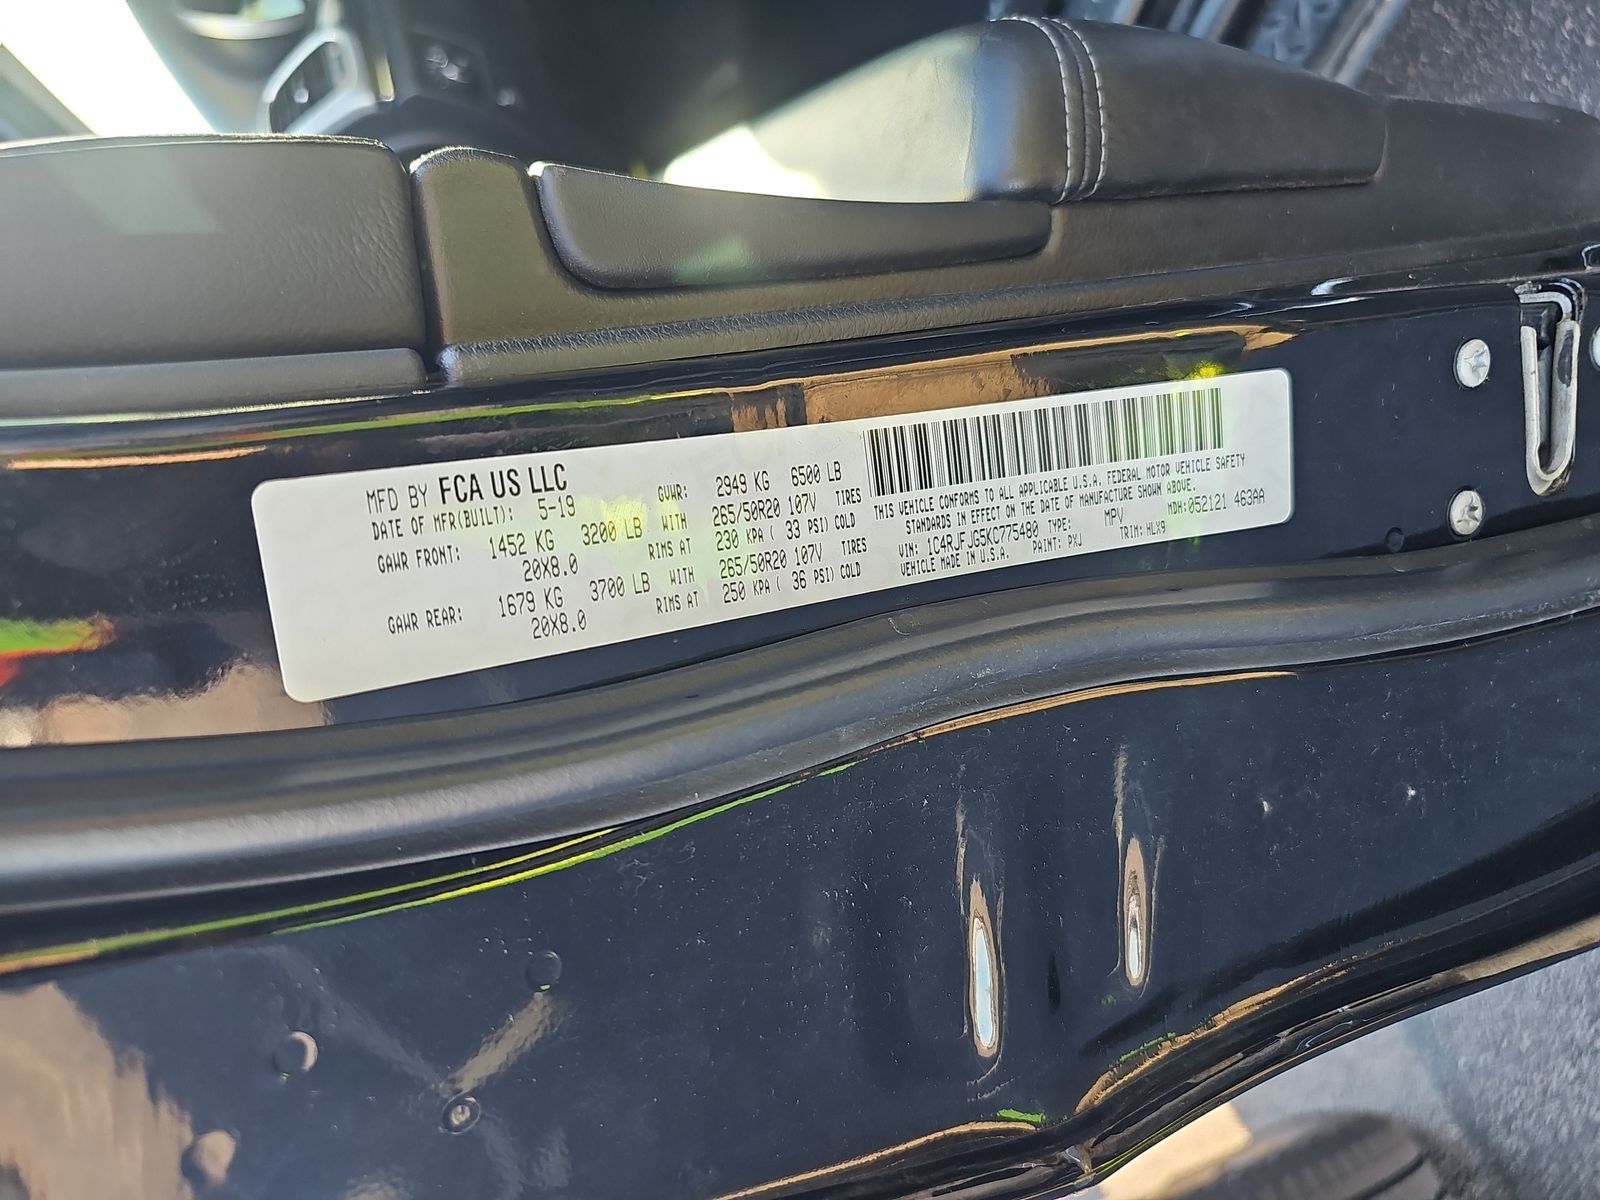 MFD BY FCA US LLC
DATE OF MFR(BUILT): 5-19 GVWR: 2949 KG 6500 LB
GAWR FRONT: 1452 KG 3200 LB WITH 265/50R20 107V TIRES
20X8.0 RIMS AT 230 KPA ( 33 PSI) COLD
GAWR REAR: 1679 KG 3700 LB WITH 265/50R20 107V TIRES
20X8.0 RIMS AT 250 KPA ( 36 PSI) COLD
THIS VEHICLE CONFORMS TO ALL APPLICABLE U.S.A. FEDERAL MOTOR VEHICLE SAFETY
STANDARDS IN EFFECT ON THE DATE OF MANUFACTURE SHOWN ABOVE.
VIN: 1C4RJFJG5KC775480 TYPE: MPV MDH:052121 463AA
VEHICLE MADE IN U.S.A. PAINT: PXJ TRIM: HLX9